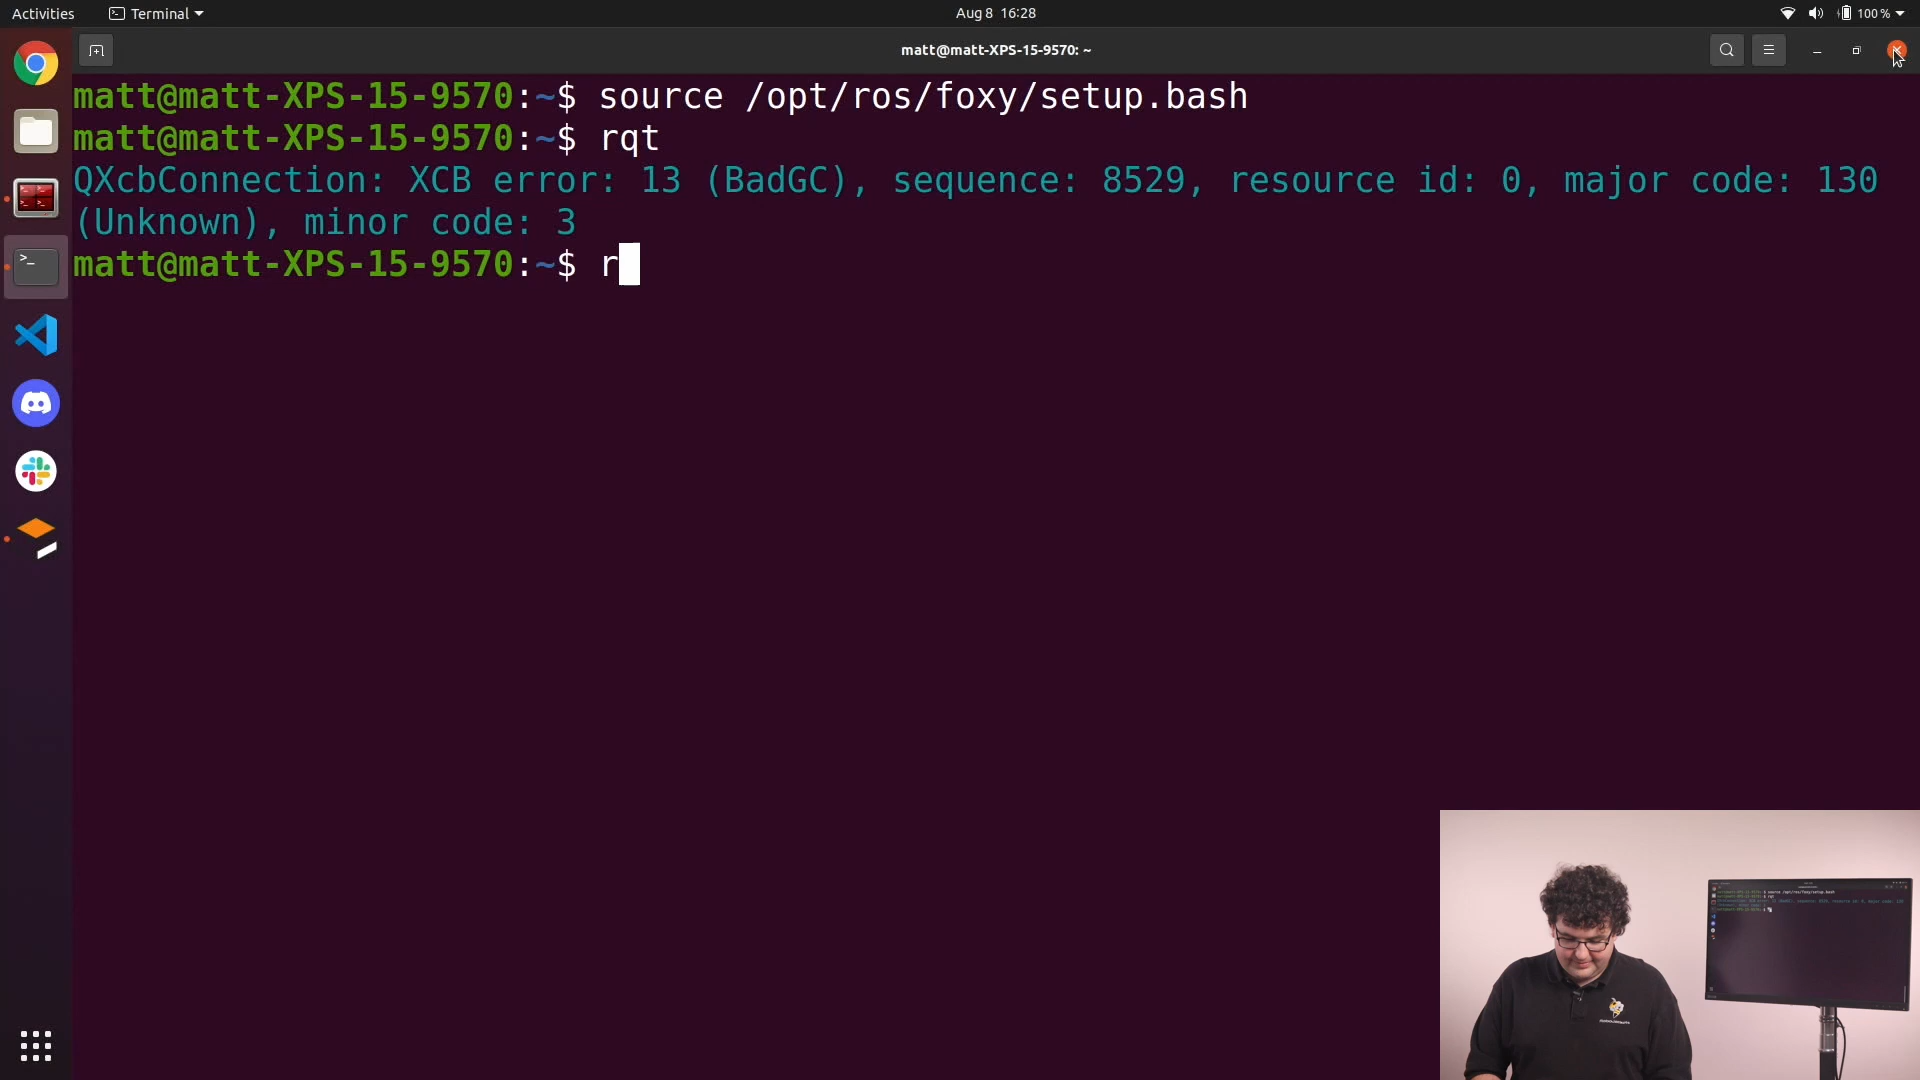 Activities
Terminal
Aug 8 16:28
100 %
matt@matt-XPS-15-9570: ~
matt@matt-XPS-15-9570:~$ source /opt/ros/foxy/setup.bash
matt@matt-XPS-15-9570:~$ rqt
QXcbConnection: XCB error: 13 (BadGC), sequence: 8529, resource id: 0, major code: 130
(Unknown), minor code: 3
matt@matt-XPS-15-9570:~$ r